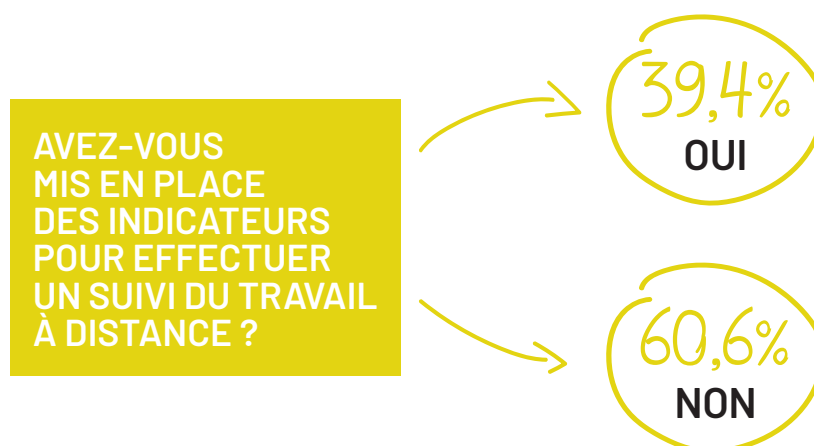 AVEZ-VOUS
MIS EN PLACE
DES INDICATEURS
POUR EFFECTUER
UN SUIVI DU TRAVAIL
À DISTANCE ?
39,4%
OUI
60,6%
NON